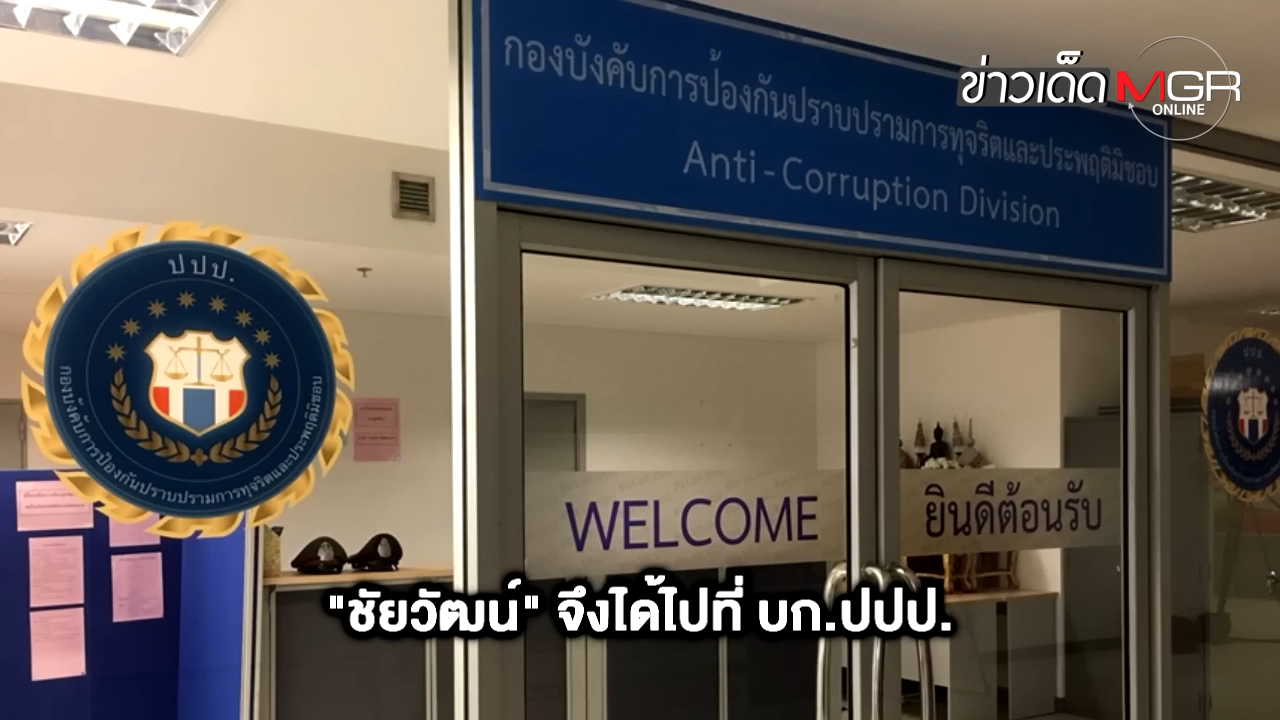 กองบังคับการป้องกันปราบปรามการทุจริตและประพฤติมิชอบ
Anti-Corruption Division
ข่าวเด็ด MGR
ONLINE
ปปป.
กองบังคับการป้องกันปราบปรามการทุจริตและประพฤติมิชอบ
WELCOME
ยินดีต้อนรับ
ปปป.
"ชัยวัฒน์" จึงได้ไปที่ บก.ปปป.